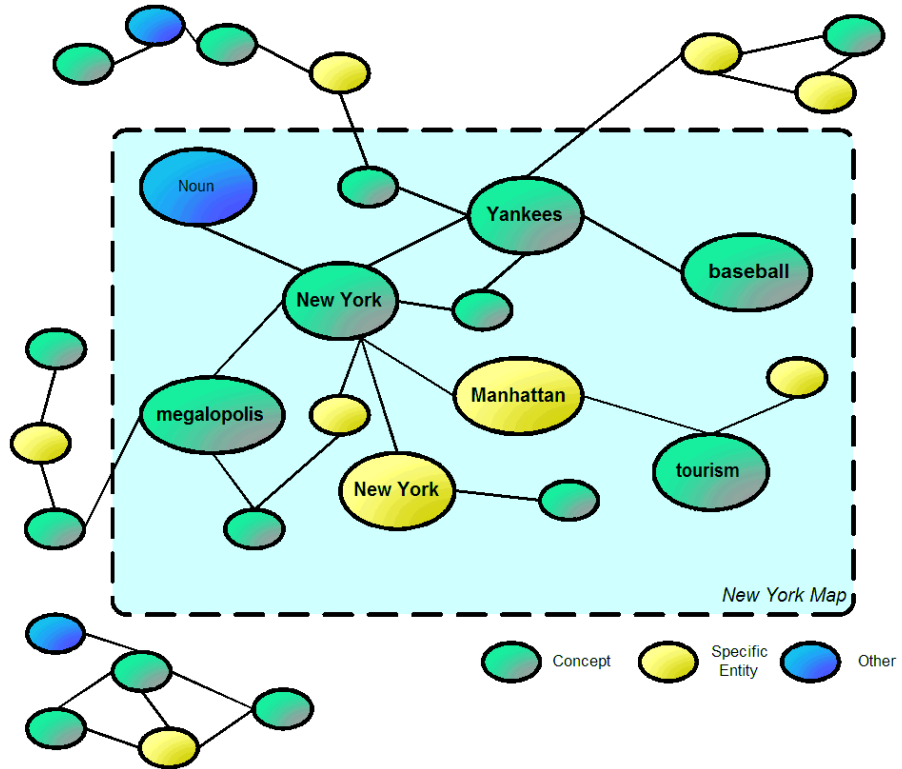 Noun
Yankees
baseball
New York
Manhattan
megalopolis
tourism
New York
New York Map
Concept
Specific
Entity
Other